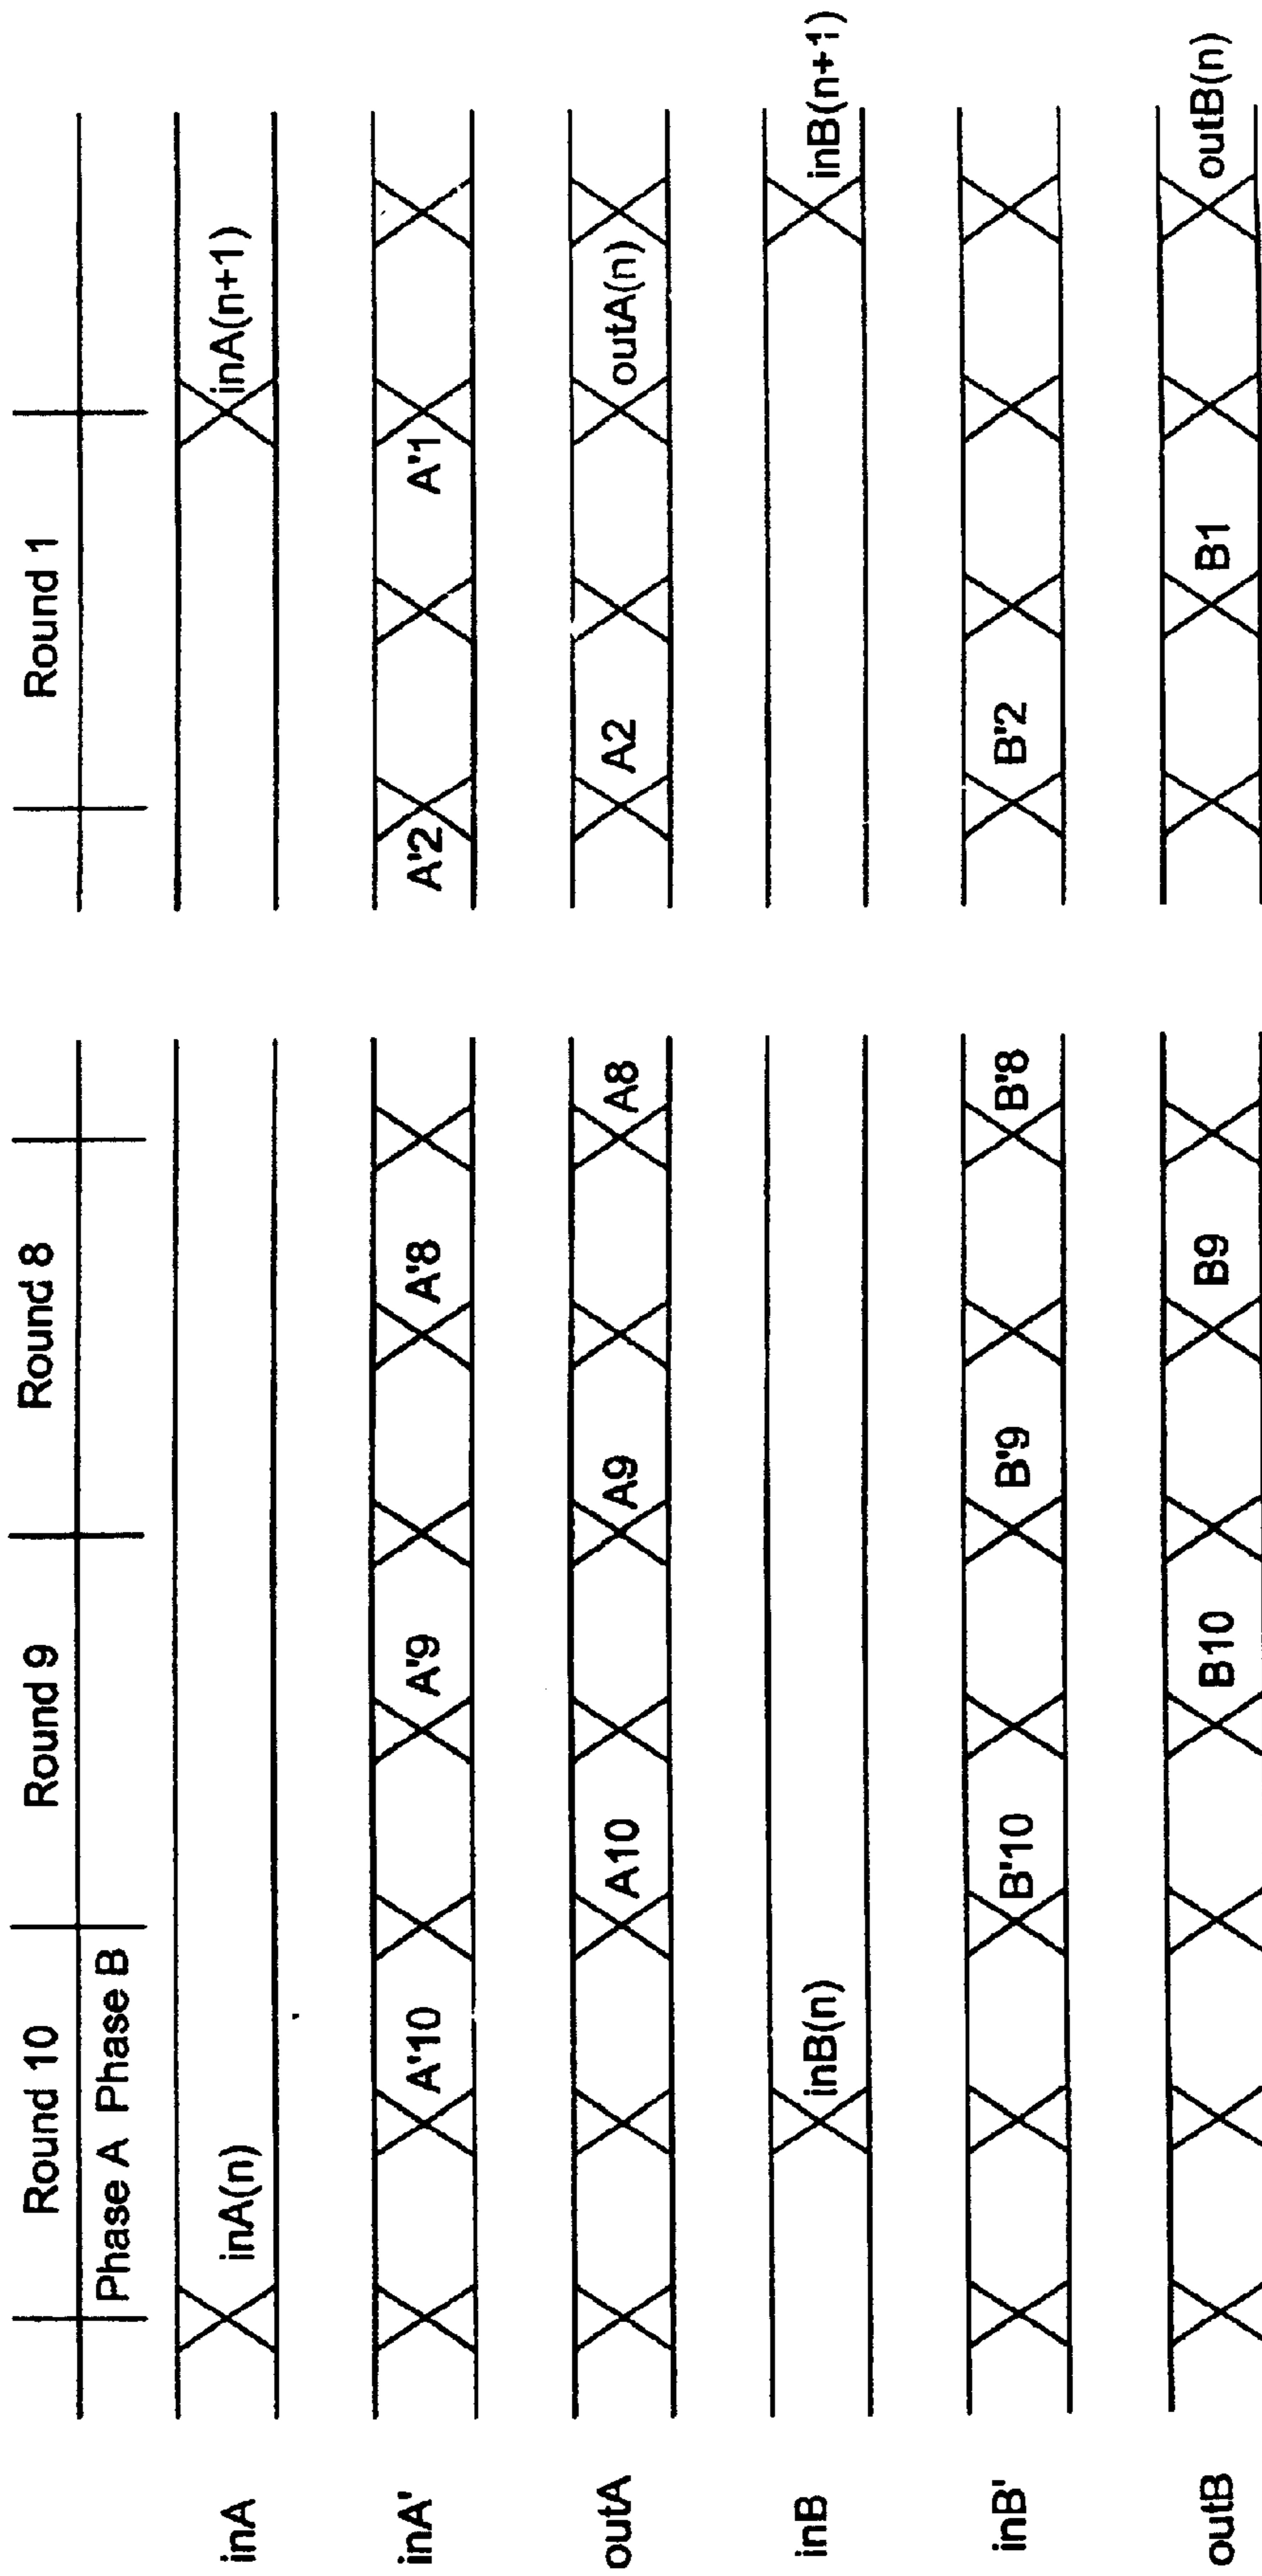 Round 10 Round 9 Round 8 Round 1
Phase A Phase B
inA inA(n) inA(n+1)
inA' A'10 A'9 A'8 A'2 A'1
outA A10 A9 A8 A2 outA(n)
inB inB(n) inB(n+1)
inB' B'10 B'9 B'8 B'2
outB B10 B9 B1 outB(n)